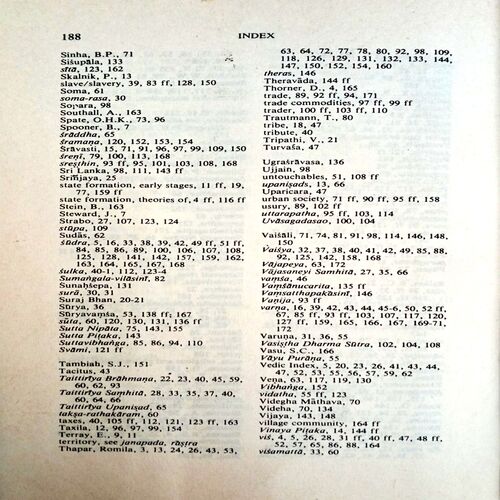 188
INDEX
Sinha, B.P., 71
Siśupāla, 133
sītā, 123, 162
Skalnik, P., 13
slave/slavery, 39, 83 ff, 128, 150
Soma, 61
soma-rasa, 30
Sopara, 98
Southall, A., 163
Spate, O.H.K., 73, 96
Spooner, B., 7
śrāddha, 65
śramaṇa, 120, 152, 153, 154
Śrāvasti, 15, 71, 91, 96, 97, 99, 109, 150
śreṇī, 79, 100, 113, 168
śreṣṭhin, 93 ff, 95, 101, 103, 108, 168
Sri Lanka, 98, 111, 143 ff
Sṛñjaya, 25
state formation, early stages, 11 ff, 19,
77, 159 ff
state formation, theories of, 4 ff, 116 ff
Stein, B., 163
Steward, J., 7
Strabo, 27, 107, 123, 124
stūpa, 109
Sudās, 62
śūdra, 5, 16, 33, 38, 39, 42, 49 ff, 51 ff,
84, 85, 86, 89, 100, 106, 107, 108,
125, 128, 141, 142, 157, 159, 162,
163, 164, 165, 167, 168
śulka, 40-1, 112, 123-4
Sumaṅgala-vilāsinī, 82
Sunaḥśepa, 131
surā, 30, 31
Suraj Bhan, 20-21
Sūrya, 36
Sūryavaṁśa, 53, 138 ff; 167
sūta, 60, 120, 130, 131, 136 ff
Sutta Nipāta, 75, 143, 155
Sutta Piṭaka, 143
Suttavibhaṅga, 85, 86, 94, 110
Svāmi, 121 ff
Tambiah, S.J., 151
Tacitus, 43
Taittirīya Brāhmaṇa, 22, 23, 40, 45, 59,
60, 62, 93
Taittirīya Saṁhitā, 28, 33, 35, 37, 40,
60, 64, 66
Taittirīya Upaniṣad, 65
takṣa-rathakāram, 60
taxes, 40, 105 ff, 112, 121, 123 ff, 163
Taxila, 12, 96, 97, 99, 154
Terray, E., 9, 11
territory, see janapada, rāṣṭra
Thapar, Romila, 3, 13, 24, 26, 43, 53,
63, 64, 72, 77, 78, 80, 92, 98, 109,
118, 126, 129, 131, 132, 133, 144,
147, 150, 152, 154, 160
theras, 146
Theravāda, 144 ff
Thorner, D., 4, 165
trade, 89, 92 ff, 94, 171
trade commodities, 97 ff, 99 ff
trader, 100 ff, 103 ff, 110
Trautmann, T., 80
tribe, 18, 47
tribute, 40
Tripathi, V., 21
Turvaśa, 47
Ugraśrāvasa, 136
Ujjain, 98
untouchables, 51, 108 ff
upaniṣads, 13, 66
Uparicara, 47
urban society, 71 ff, 90 ff, 95 ff, 158
usury, 89, 102 ff
uttarapatha, 95 ff, 103, 114
Uvāsgadasao, 100, 104
Vaiśāli, 71, 74, 81, 91, 98, 114, 146, 148,
150
Vaiśya, 32, 37, 38, 40, 41, 42, 49, 85, 88,
92, 125, 142, 158, 168
Vājapeya, 63, 172
Vājasaneyi Saṁhitā, 27, 35, 66
vaṁśa, 46
Vaṁśānucarita, 135 ff
Vaṁsatthapakāsinī, 146
Vaṇija, 93 ff
varṇa, 16, 39, 42, 43, 44, 45-6, 50, 52 ff,
67, 85 ff, 93 ff, 103, 107, 117, 120,
127 ff, 159, 165, 166, 167, 169-71,
172
Varuṇa, 31, 36, 55
Vasiṣṭha Dharma Sūtra, 102, 104, 108
Vasu, S.C., 166
Vāyu Purāṇa, 55
Vedic Index, 5, 20, 23, 26, 41, 43, 44,
47, 52, 53, 5, 56, 57, 59, 62
Veṇa, 63, 117, 119, 130
Vibhaṅga, 152
vidatha, 55 ff, 123
Videgha Māthava, 70
Videha, 70, 134
Vijaya, 143, 148
village community, 164 ff
Vinaya Piṭaka, 14, 144 ff
viś, 4, 5, 26, 28, 31 ff, 40 ff, 47, 48 ff,
52, 57, 65, 86, 88, 164
viśamattā, 33, 60